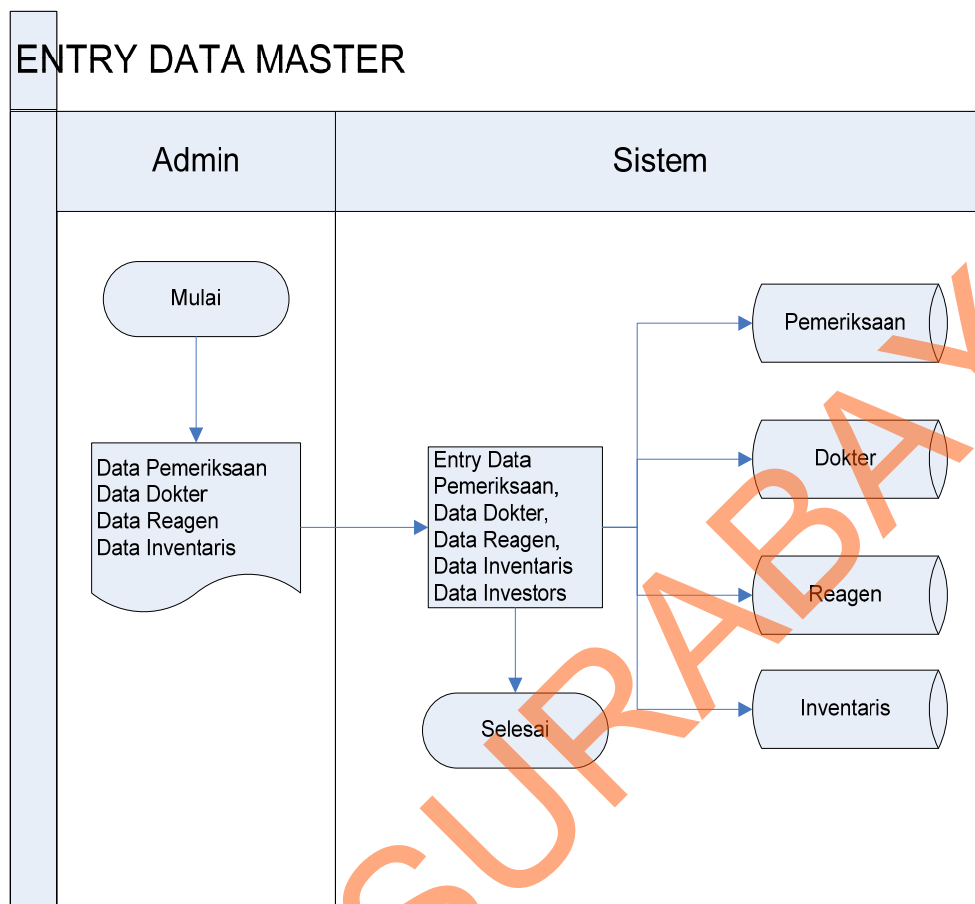 ENTRY DATA MASTER
Admin
Sistem
Mulai
Data Pemeriksaan
Data Dokter
Data Reagen
Data Inventaris
Entry Data
Pemeriksaan,
Data Dokter,
Data Reagen,
Data Inventaris
Data Investors
Selesai
Pemeriksaan
Dokter
Reagen
Inventaris
SURABAY